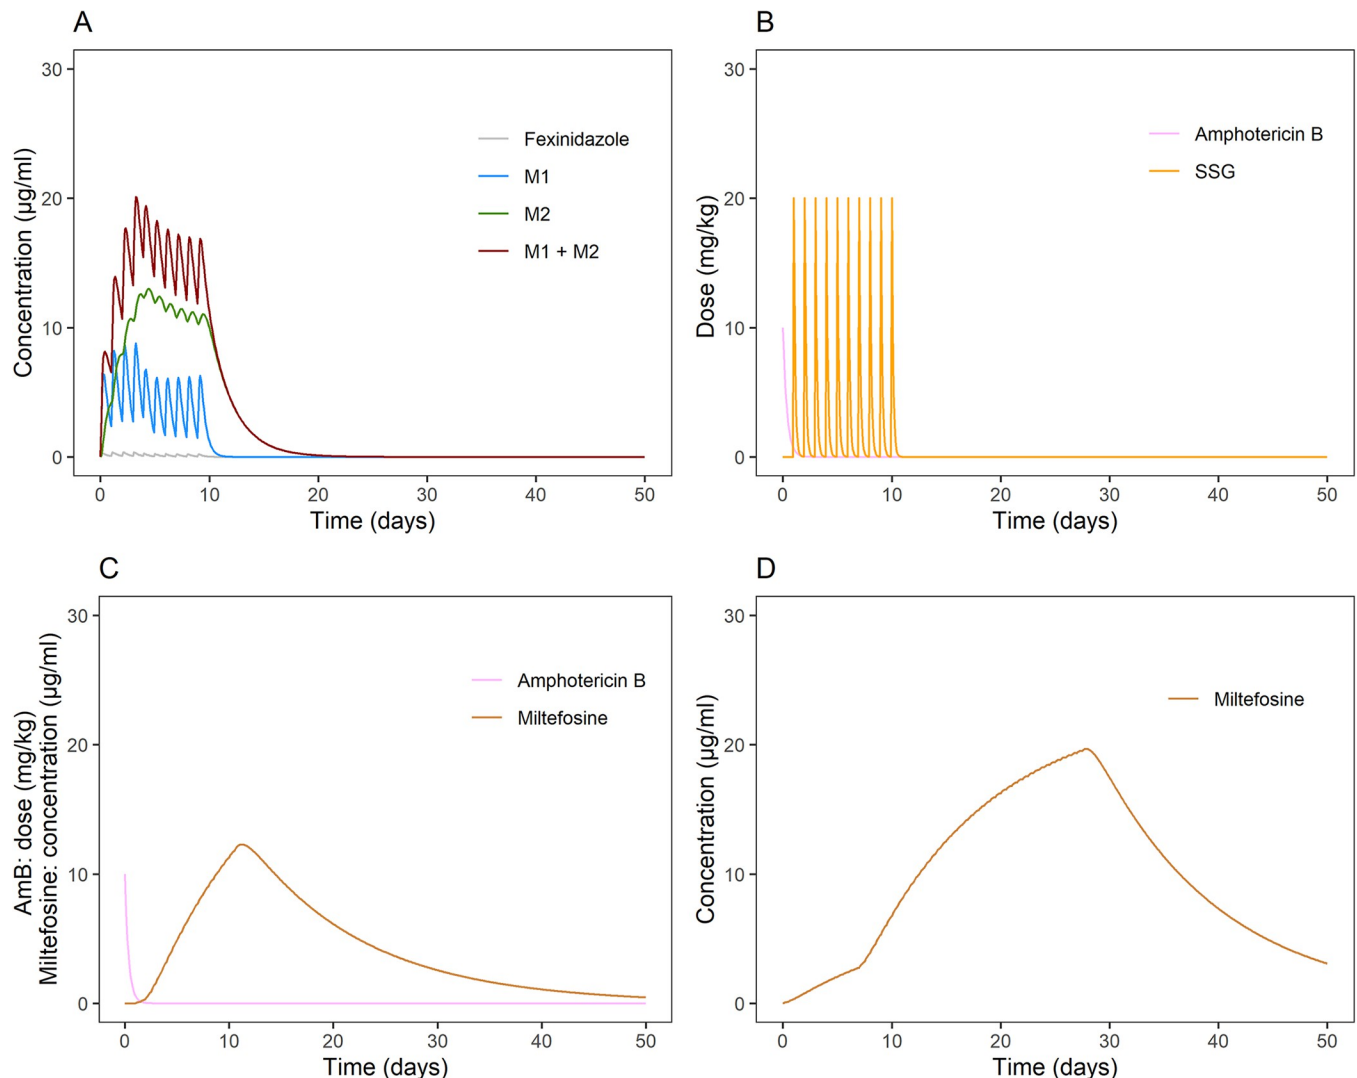 A
30
20
10
0
Concentration (µg/ml)
Fexinidazole
M1
M2
M1 + M2
0
10
20
30
40
50
Time (days)
B
30
20
10
0
Dose (mg/kg)
Amphotericin B
SSG
0
10
20
30
40
50
Time (days)
C
30
20
10
0
AmB: dose (mg/kg)
Miltefosine: concentration (µg/ml)
Amphotericin B
Miltefosine
0
10
20
30
40
50
Time (days)
D
30
20
10
0
Concentration (µg/ml)
Miltefosine
0
10
20
30
40
50
Time (days)